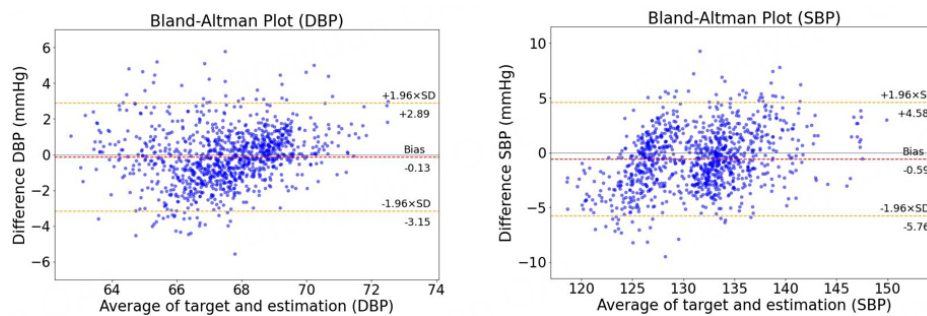 Bland-Altman Plot (DBP)
Difference DBP (mmHg)
6
4
2
0
−2
−4
−6
+1.96×SD
+2.89
Bias
-0.13
-1.96×SD
-3.15
64
66
68
70
72
74
Average of target and estimation (DBP)
Bland-Altman Plot (SBP)
Difference SBP (mmHg)
10
5
0
−5
−10
+1.96×SD
+4.58
Bias
-0.59
-1.96×SD
-5.76
120
125
130
135
140
145
150
Average of target and estimation (SBP)